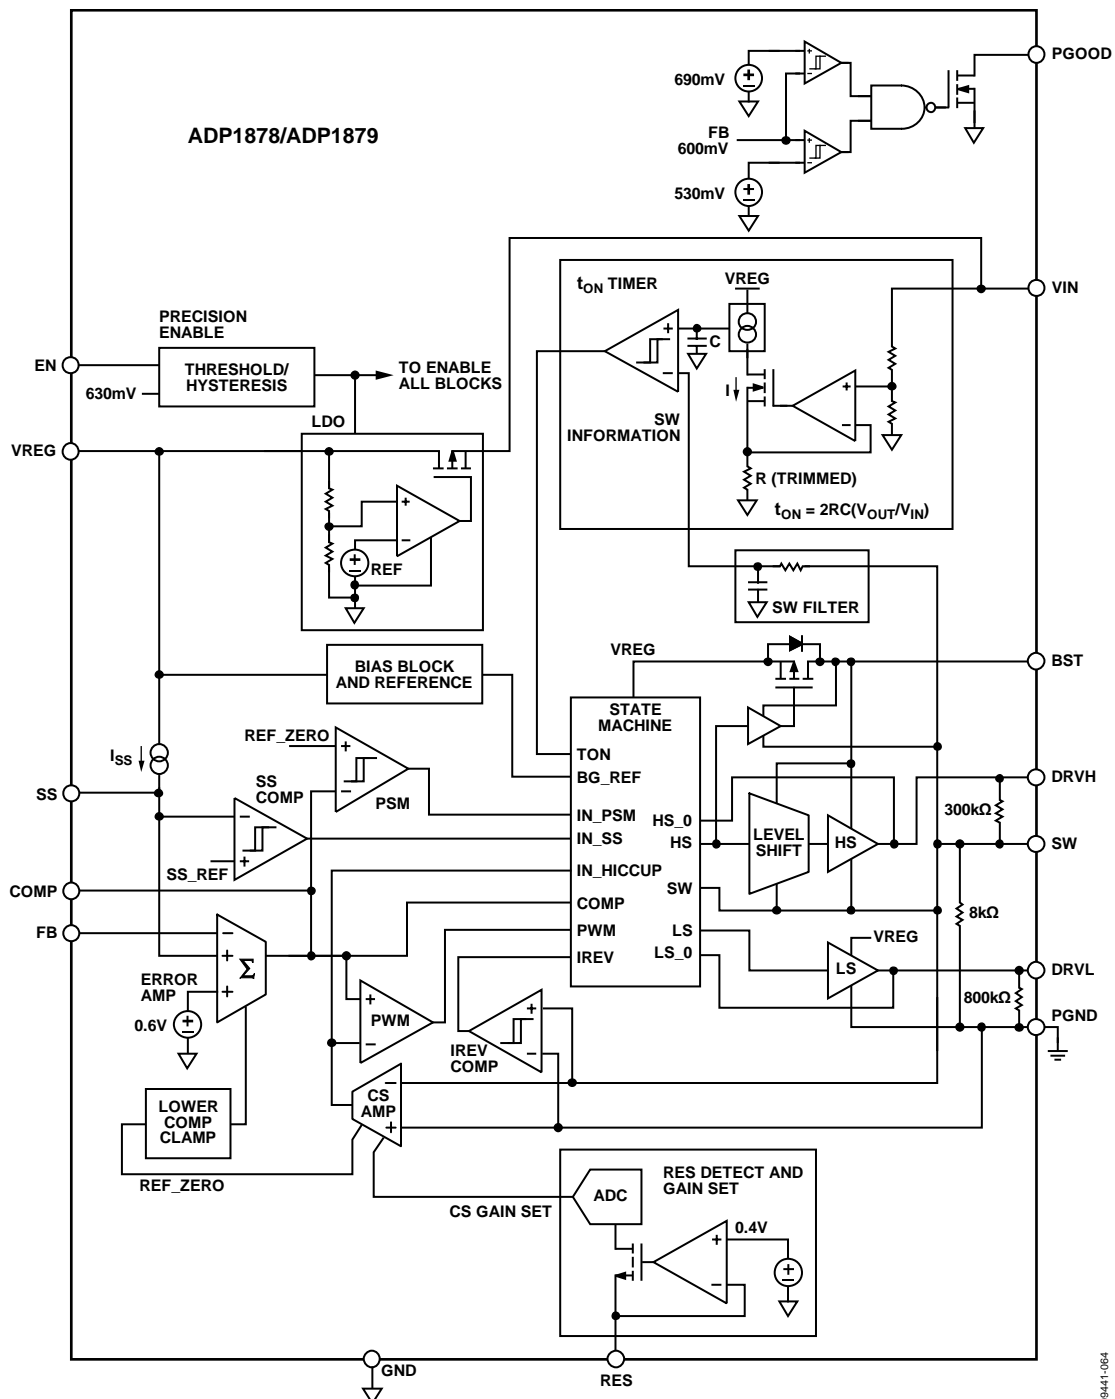 PGOOD
690mV
ADP1878/ADP1879
FB
600mV
530mV
tON TIMER
VREG
VIN
PRECISION
ENABLE
C
EN
THRESHOLD/
HYSTERESIS
TO ENABLE
ALL BLOCKS
630mV
I
SW
INFORMATION
LDO
VREG
R (TRIMMED)
tON = 2RC(VOUT/VIN)
REF
SW FILTER
VREG
BST
BIAS BLOCK
AND REFERENCE
STATE
MACHINE
REF_ZERO
ISS
TON
BG_REF
DRVH
SS
SS
COMP
PSM
IN_PSM
HS_0
300kΩ
IN_SS
HS
LEVEL
SHIFT
HS
SW
SS_REF
IN_HICCUP
COMP
SW
COMP
8kΩ
FB
PWM
LS
VREG
Σ
IREV
LS_0
LS
DRVL
ERROR
AMP
800kΩ
0.6V
PWM
PGND
IREV
COMP
CS
AMP
LOWER
COMP
CLAMP
REF_ZERO
RES DETECT AND
GAIN SET
ADC
CS GAIN SET
0.4V
GND
RES
09441-064